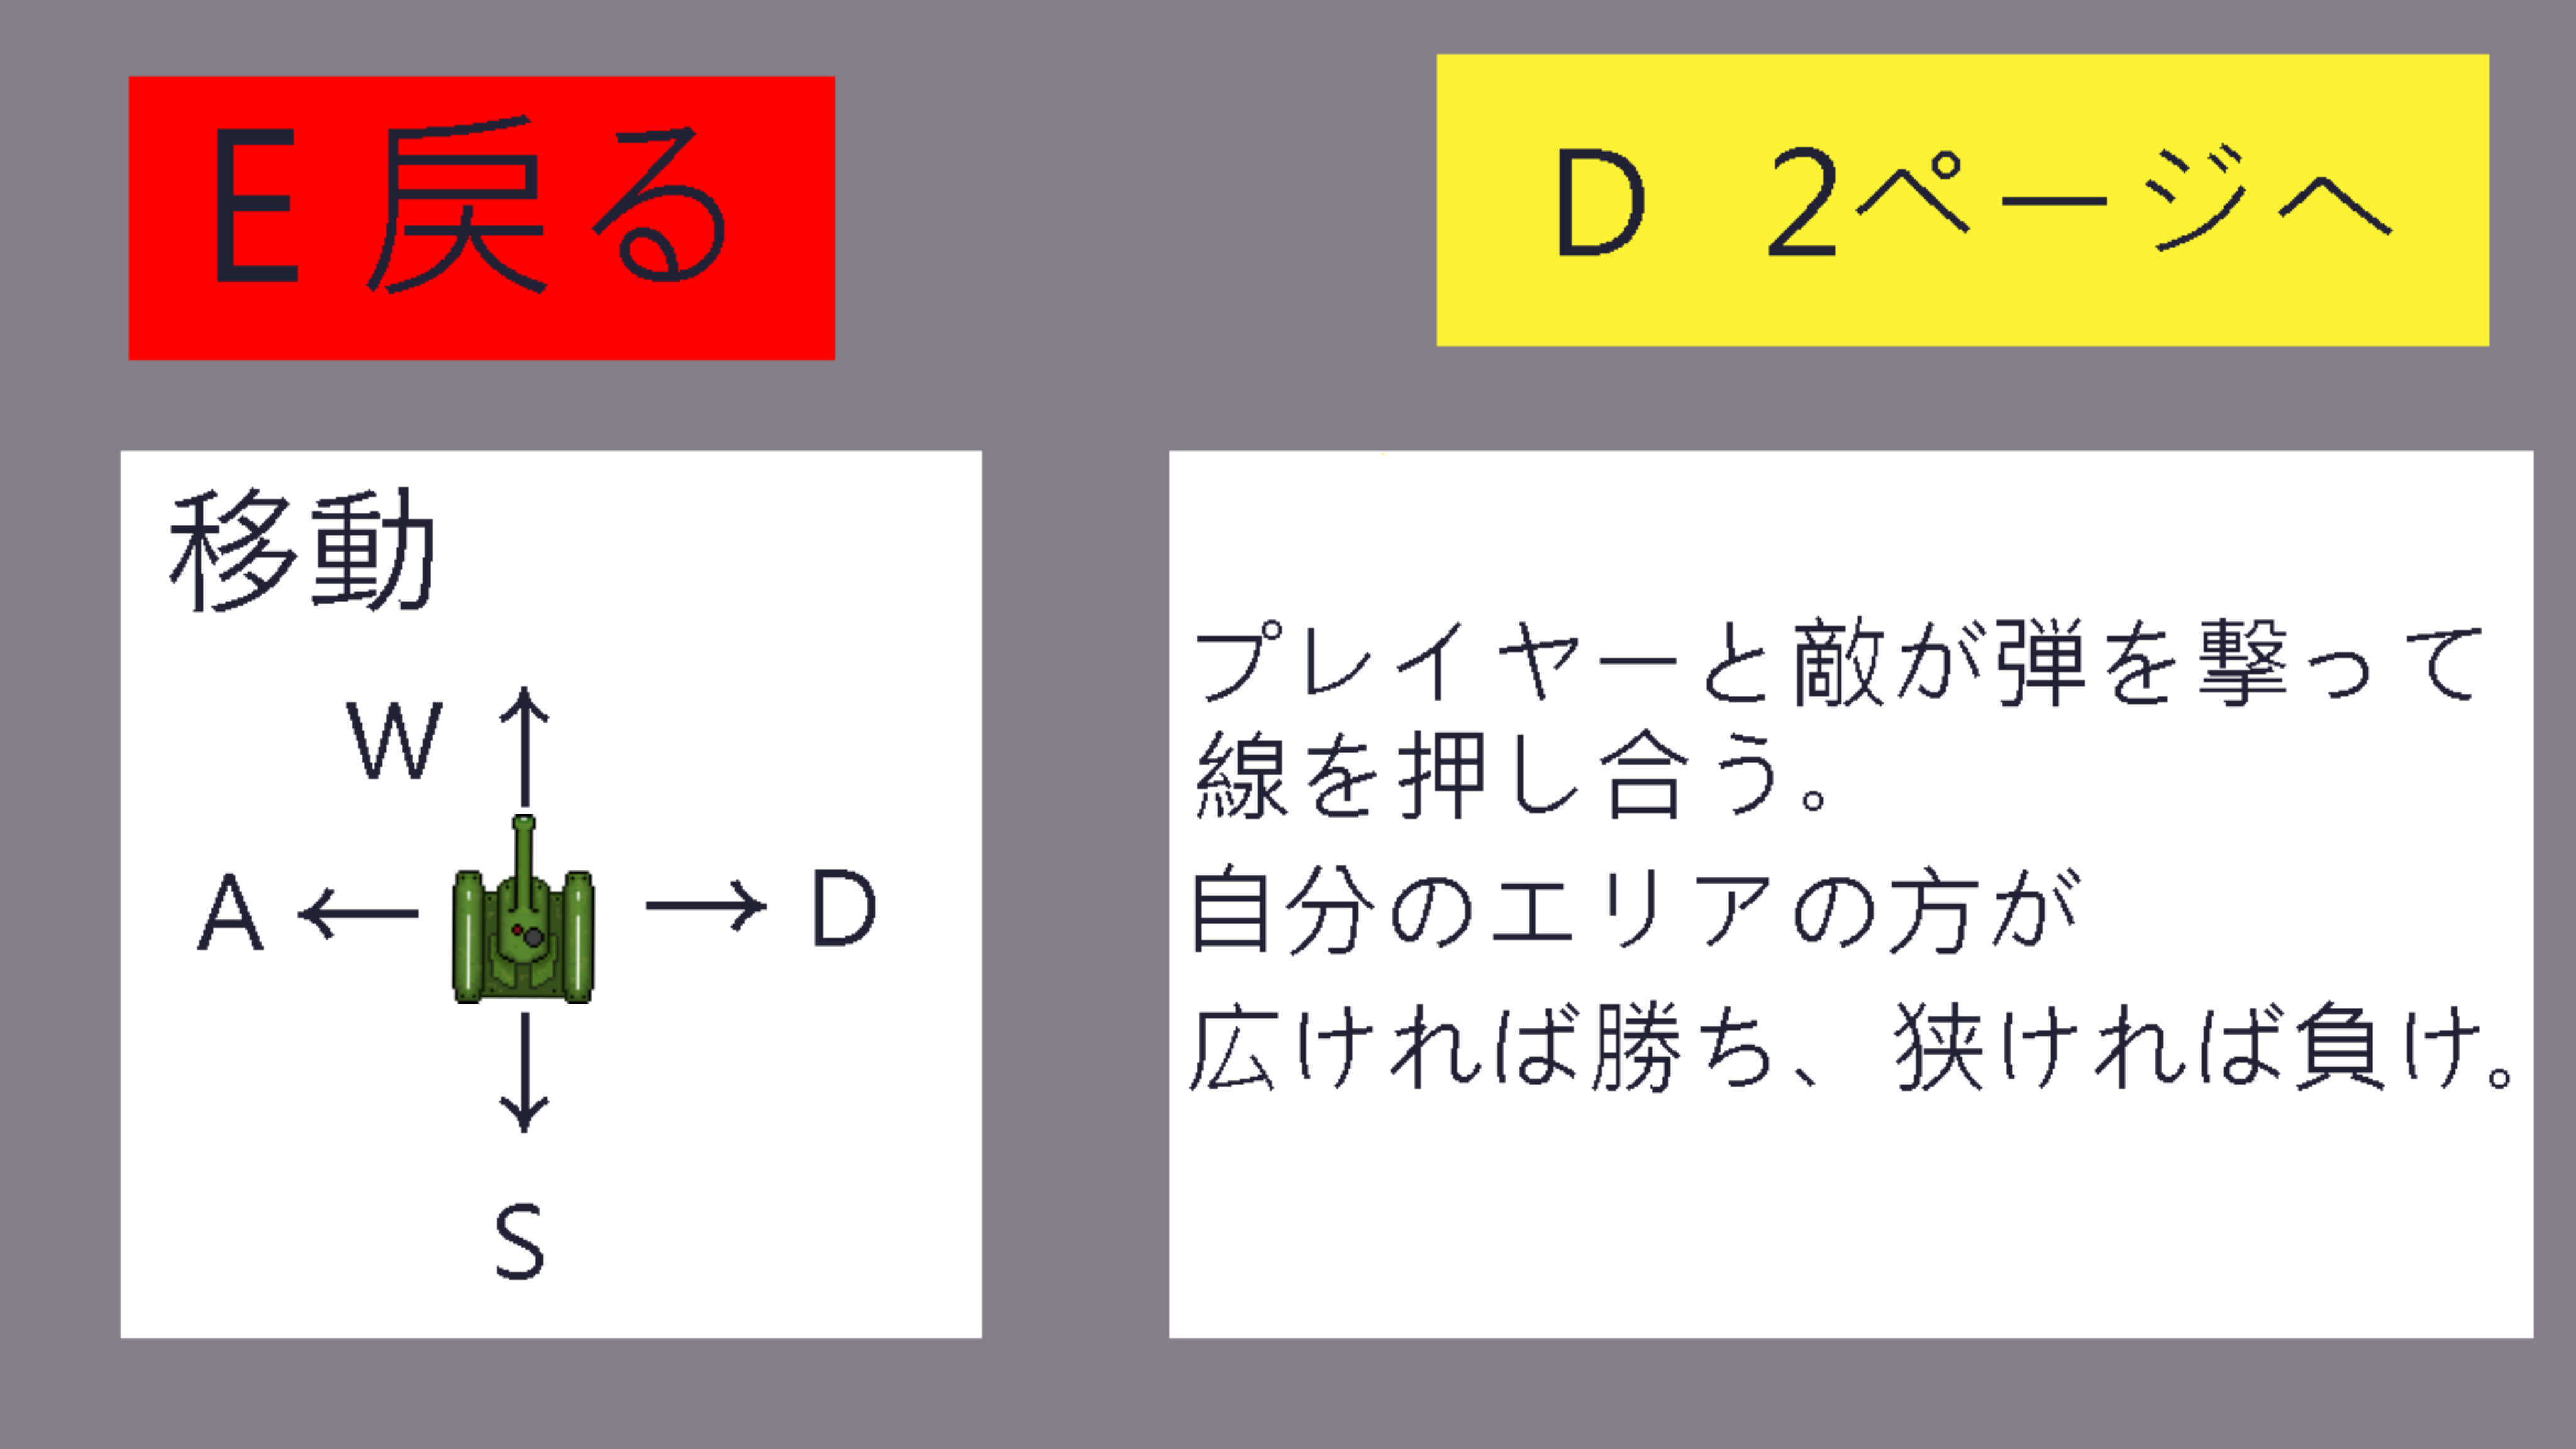 E 戻る
D 2ページへ
移動
W ↑
A ← → D
↓
S
プレイヤーと敵が弾を撃って
線を押し合う。
自分のエリアの方が
広ければ勝ち、狭ければ負け。